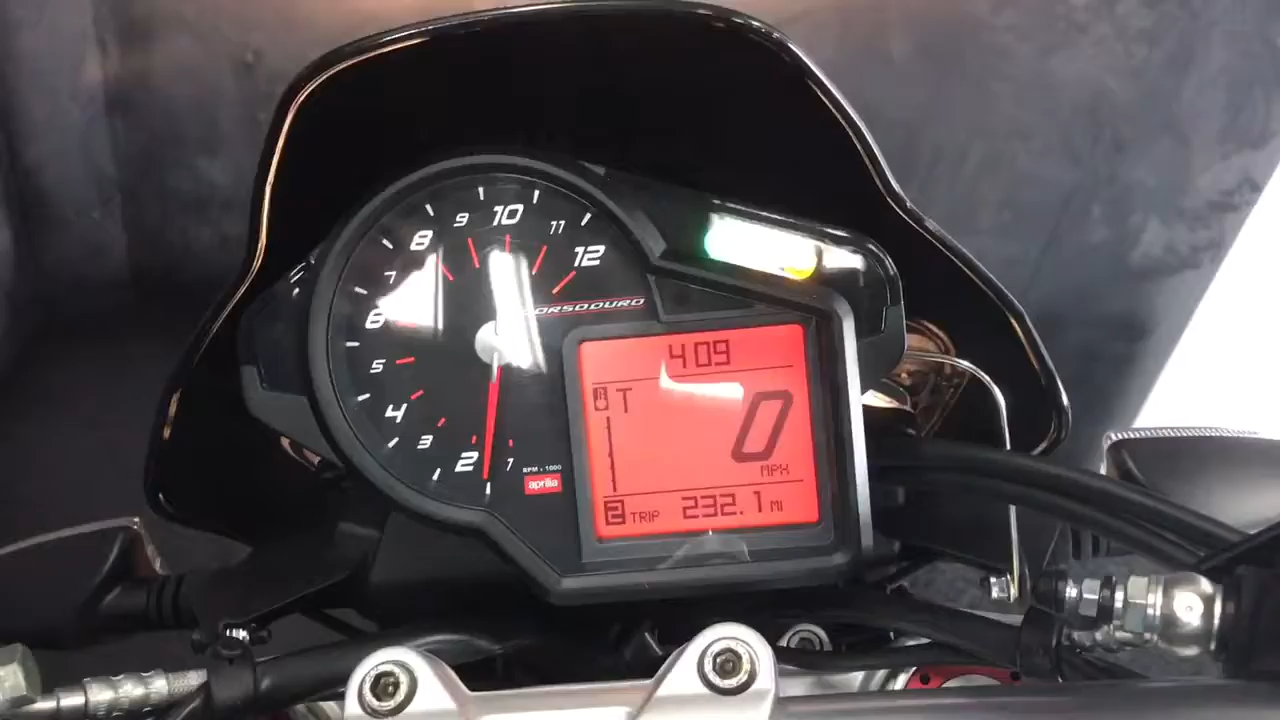 9 10 11
8 12
7
6 ORSODURO
5
4
3
2 1 RPM x 1000
aprilia
409
T
0
MPH
2 TRIP 232.1 MI